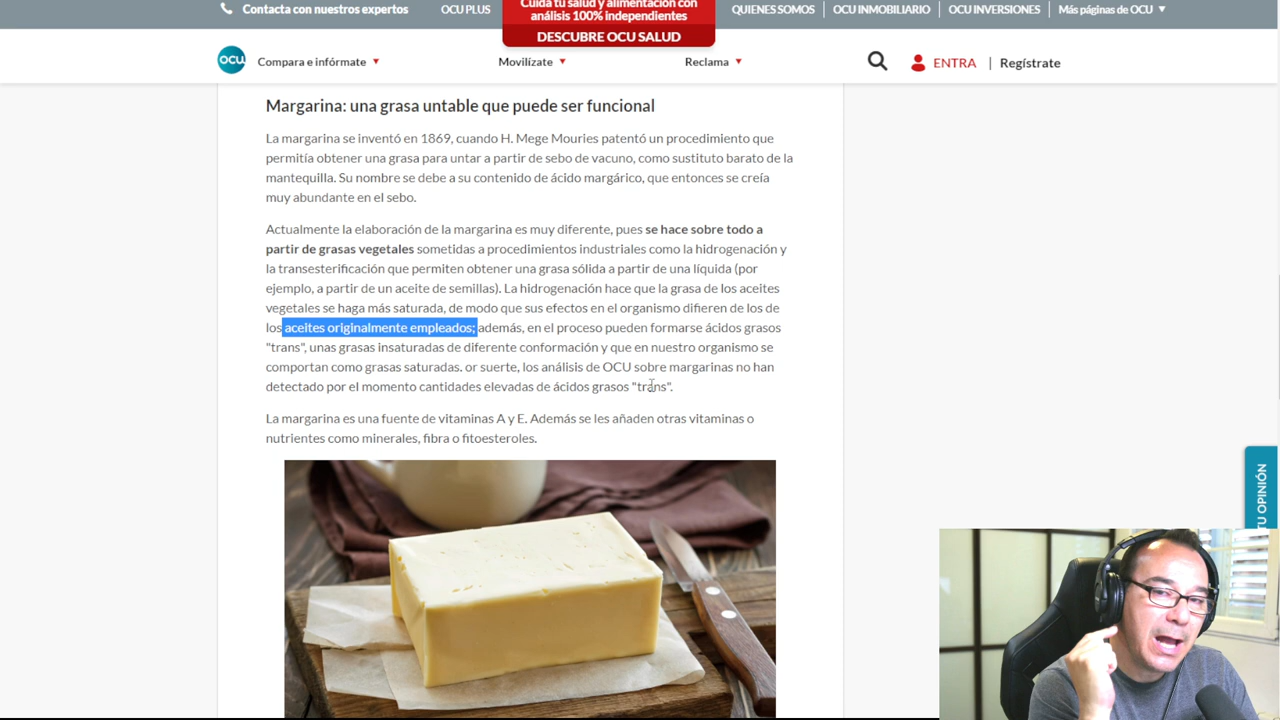 Contacta con nuestros expertos
OCU PLUS
Cuida tu salud y alimentación con
análisis 100% independientes
DESCUBRE OCU SALUD
QUIENES SOMOS
OCU INMOBILIARIO
OCU INVERSIONES
Más páginas de OCU
OCU
Compara e infórmate
Movilízate
Reclama
ENTRA
Regístrate
Margarina: una grasa untable que puede ser funcional
La margarina se inventó en 1869, cuando H. Mege Mouries patentó un procedimiento que
permitía obtener una grasa para untar a partir de sebo de vacuno, como sustituto barato de la
mantequilla. Su nombre se debe a su contenido de ácido margárico, que entonces se creía
muy abundante en el sebo.
Actualmente la elaboración de la margarina es muy diferente, pues se hace sobre todo a
partir de grasas vegetales sometidas a procedimientos industriales como la hidrogenación y
la transesterificación que permiten obtener una grasa sólida a partir de una líquida (por
ejemplo, a partir de un aceite de semillas). La hidrogenación hace que la grasa de los aceites
vegetales se haga más saturada, de modo que sus efectos en el organismo difieren de los de
los aceites originalmente empleados; además, en el proceso pueden formarse ácidos grasos
"trans", unas grasas insaturadas de diferente conformación y que en nuestro organismo se
comportan como grasas saturadas. or suerte, los análisis de OCU sobre margarinas no han
detectado por el momento cantidades elevadas de ácidos grasos "trans".
La margarina es una fuente de vitaminas A y E. Además se les añaden otras vitaminas o
nutrientes como minerales, fibra o fitoesteroles.
TU OPINIÓN